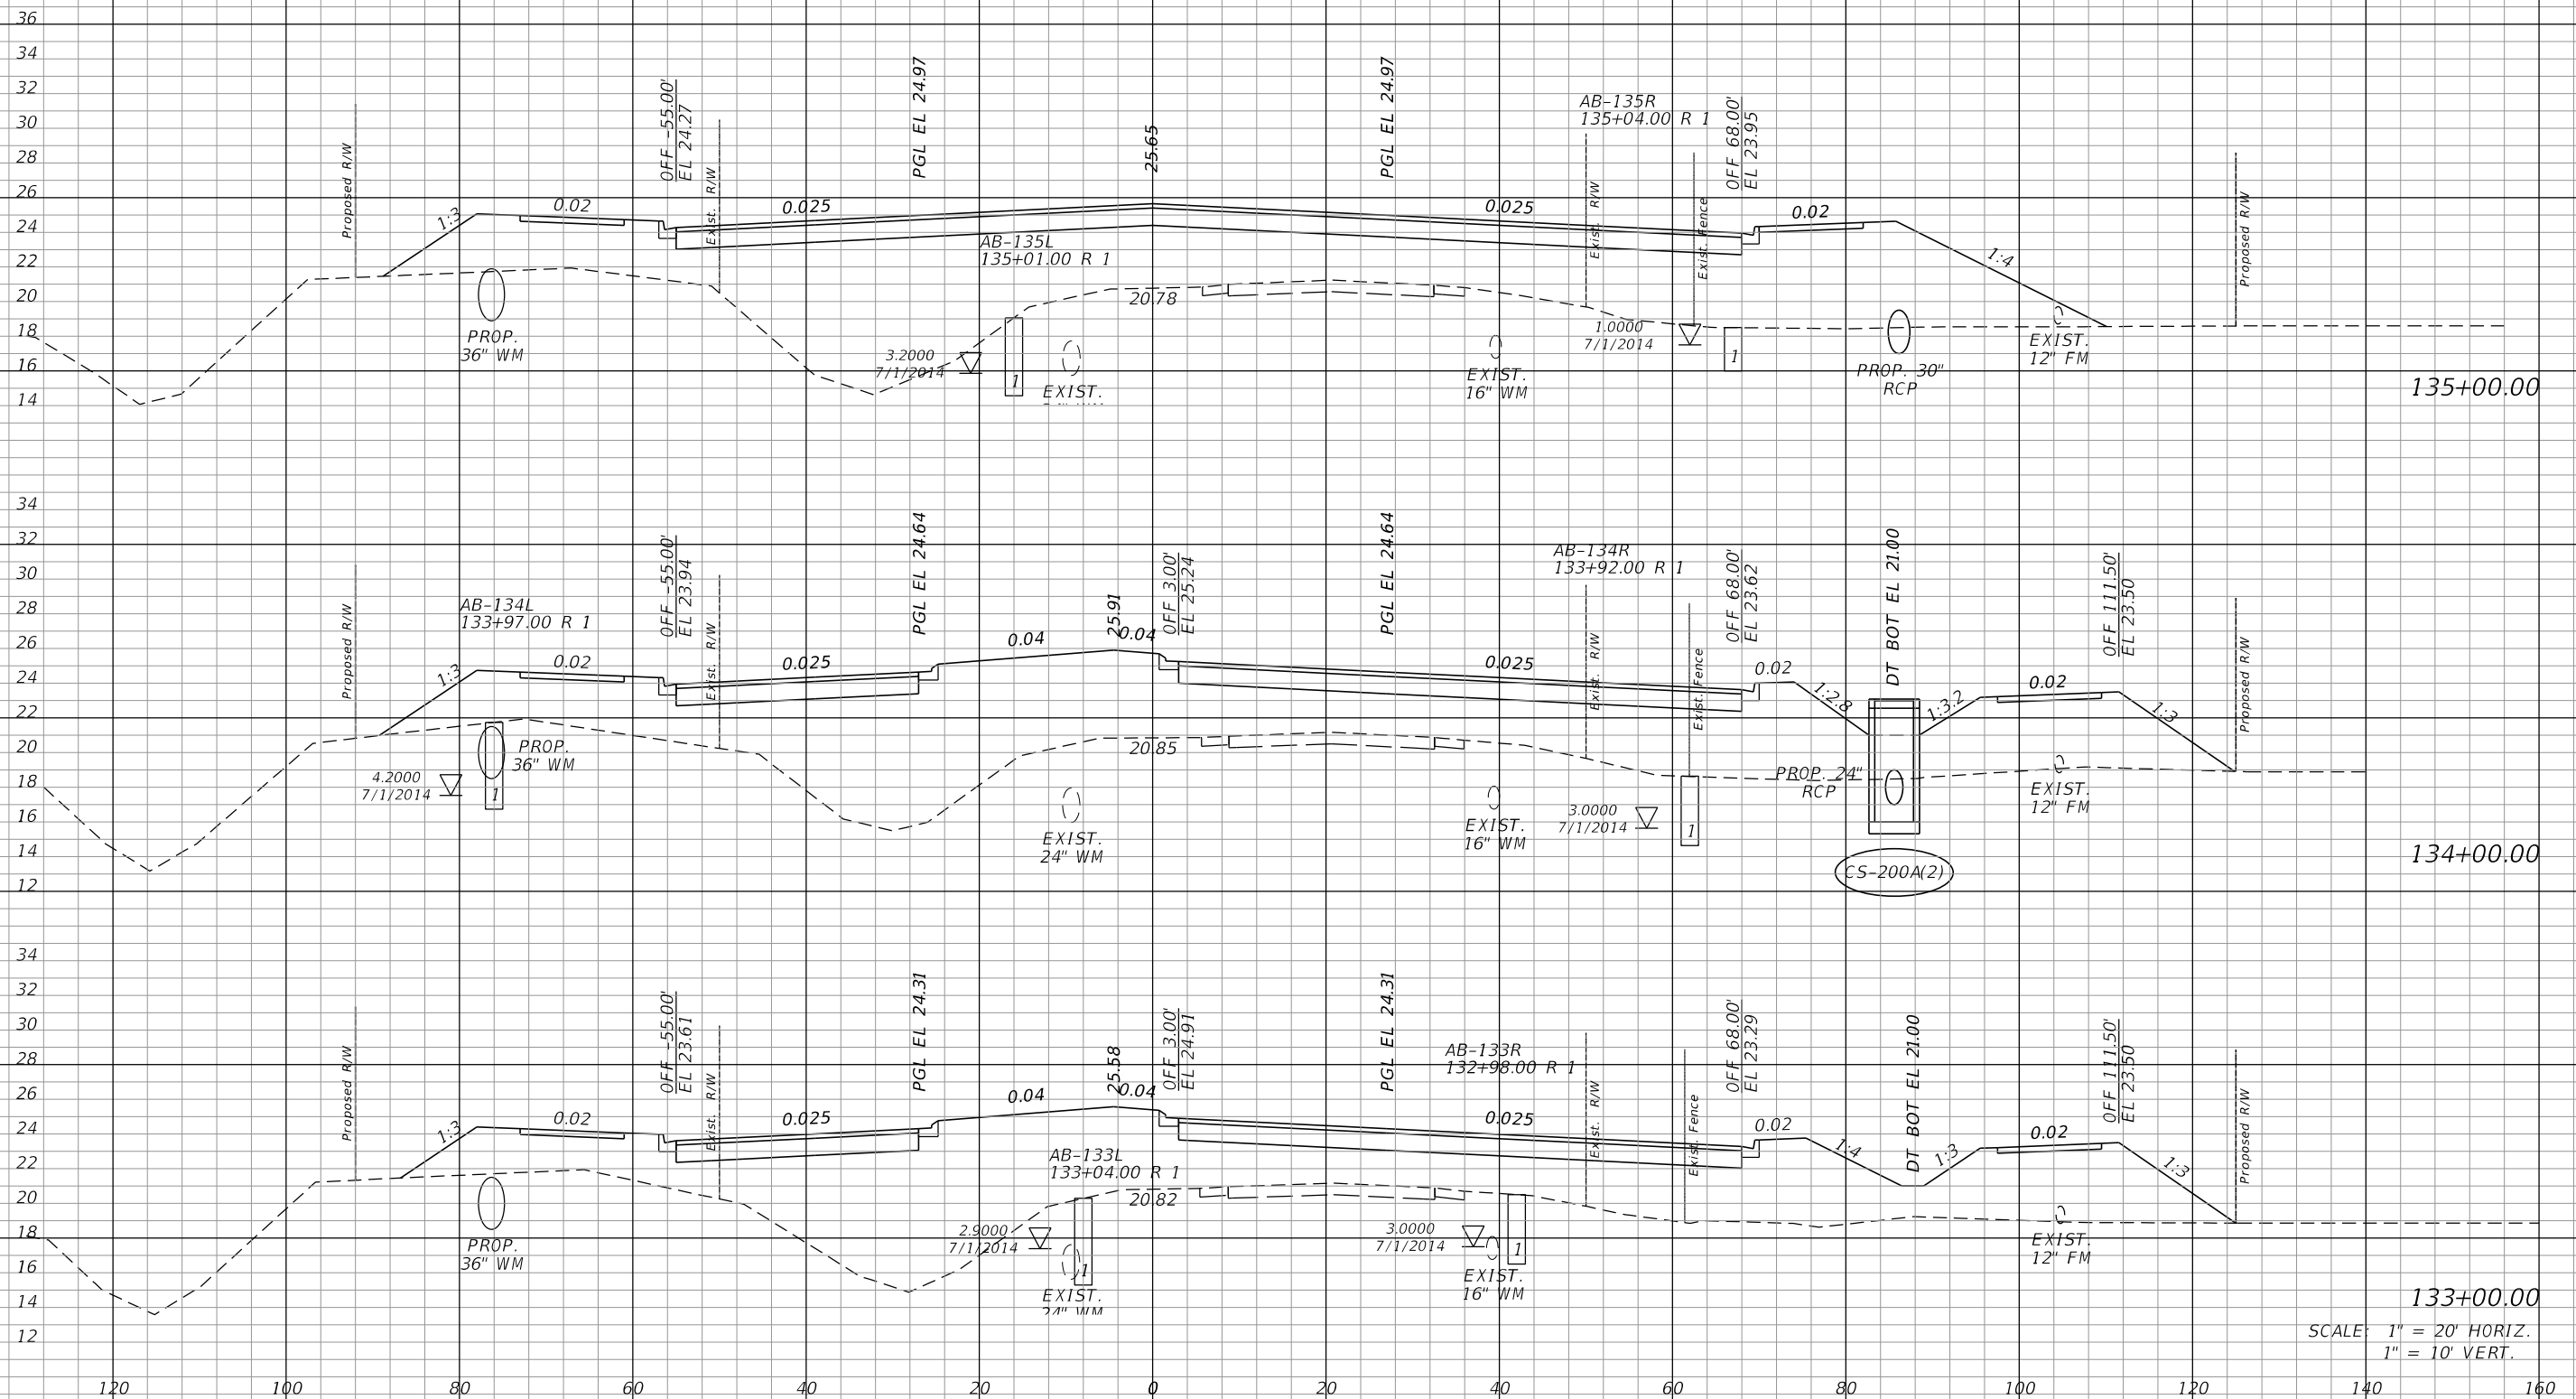 36
34
32
30
28
26
24
22
20
18
16
14
Proposed R/W
1:3
0.02
OFF -55.00'
EL 24.27
Exist. R/W
0.025
PGL EL 24.97
25.65
PGL EL 24.97
0.025
AB-135R
135+04.00 R 1
Exist. R/W
Exist. Fence
OFF 68.00'
EL 23.95
0.02
1:4
Proposed R/W
AB-135L
135+01.00 R 1
20.78
PROP.
36" WM
3.2000
7/1/2014
1
EXIST.
EXIST.
16" WM
1.0000
7/1/2014
1
PROP. 30"
RCP
EXIST.
12" FM
135+00.00
34
32
30
28
26
24
22
20
18
16
14
12
Proposed R/W
1:3
AB-134L
133+97.00 R 1
0.02
OFF -55.00'
EL 23.94
Exist. R/W
0.025
PGL EL 24.64
0.04
25.91
0.04
OFF 3.00'
EL 25.24
PGL EL 24.64
0.025
AB-134R
133+92.00 R 1
Exist. R/W
Exist. Fence
OFF 68.00'
EL 23.62
0.02
1:2.8
DT BOT EL 21.00
1:3.2
0.02
OFF 111.50'
EL 23.50
1:3
Proposed R/W
20.85
4.2000
7/1/2014
1
PROP.
36" WM
EXIST.
24" WM
EXIST.
16" WM
3.0000
7/1/2014
1
PROP. 24"
RCP
EXIST.
12" FM
CS-200A(2)
134+00.00
34
32
30
28
26
24
22
20
18
16
14
12
Proposed R/W
1:3
0.02
OFF -55.00'
EL 23.61
Exist. R/W
0.025
PGL EL 24.31
0.04
25.58
0.04
OFF 3.00'
EL 24.91
PGL EL 24.31
0.025
AB-133R
132+98.00 R 1
Exist. R/W
Exist. Fence
OFF 68.00'
EL 23.29
0.02
1:4
DT BOT EL 21.00
1:3
0.02
OFF 111.50'
EL 23.50
1:3
Proposed R/W
AB-133L
133+04.00 R 1
20.82
PROP.
36" WM
2.9000
7/1/2014
1
EXIST.
24" WM
3.0000
7/1/2014
1
EXIST.
16" WM
EXIST.
12" FM
133+00.00
SCALE: 1" = 20' HORIZ.
1" = 10' VERT.
120 100 80 60 40 20 0 20 40 60 80 100 120 140 160